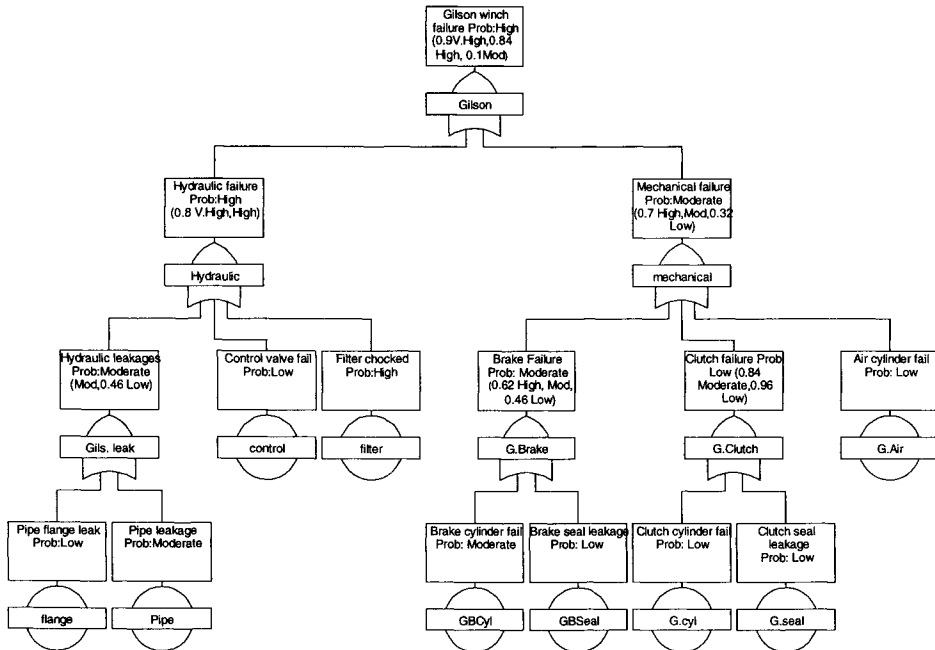 Gilson winch
failure Prob:High
(0.9V.High,0.84
High, 0.1Mod)
Gilson
Hydraulic failure
Prob:High
(0.8 V.High,High)
Mechanical failure
Prob:Moderate
(0.7 High,Mod,0.32
Low)
Hydraulic
mechanical
Hydraulic leakages
Prob:Moderate
(Mod,0.46 Low)
Control valve fail
Prob:Low
Filter chocked
Prob:High
Brake Failure
Prob: Moderate
(0.62 High, Mod,
0.46 Low)
Clutch failure Prob
Low (0.84
Moderate,0.96
Low)
Air cylinder fail
Prob: Low
Gils. leak
control
filter
G.Brake
G.Clutch
G.Air
Pipe flange leak
Prob:Low
Pipe leakage
Prob:Moderate
Brake cylinder fail
Prob: Moderate
Brake seal leakage
Prob: Low
Clutch cylinder fail
Prob: Low
Clutch seal
leakage
Prob: Low
flange
Pipe
GBCyl
GBSeal
G.cyl
G.seal